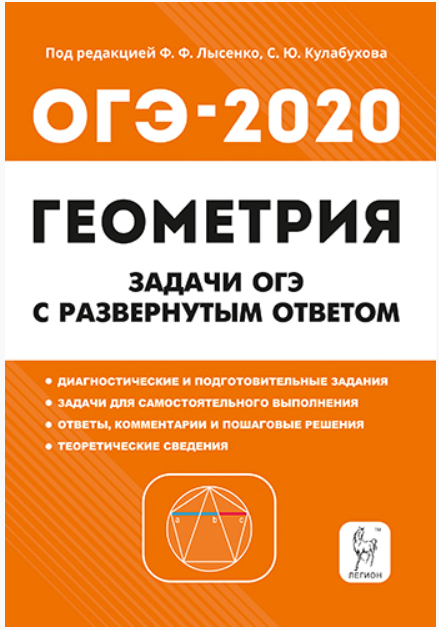 Под редакцией Ф. Ф. Лысенко, С. Ю. Кулабухова
ОГЭ-2020
ГЕОМЕТРИЯ
ЗАДАЧИ ОГЭ
С РАЗВЕРНУТЫМ ОТВЕТОМ
• ДИАГНОСТИЧЕСКИЕ И ПОДГОТОВИТЕЛЬНЫЕ ЗАДАНИЯ
• ЗАДАЧИ ДЛЯ САМОСТОЯТЕЛЬНОГО ВЫПОЛНЕНИЯ
• ОТВЕТЫ, КОММЕНТАРИИ И ПОШАГОВЫЕ РЕШЕНИЯ
• ТЕОРЕТИЧЕСКИЕ СВЕДЕНИЯ
a b c
TM
ЛЕГИОН